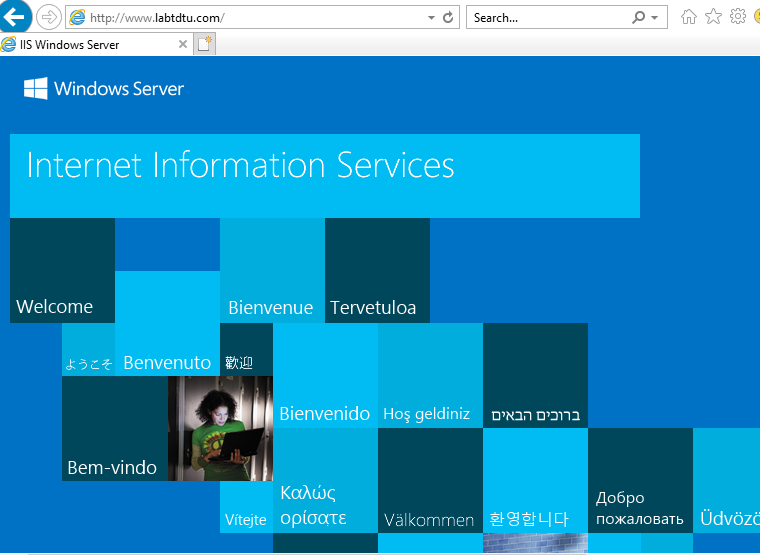 http://www.labtdtu.com/
Search...
IIS Windows Server
Windows Server
Internet Information Services
Welcome
Bienvenue
Tervetuloa
ようこそ
Benvenuto
歡迎
Bienvenido
Hoş geldiniz
ברוכים הבאים
Bem-vindo
Vítejte
Καλώς
ορίσατε
Välkommen
환영합니다
Добро
пожаловать
Üdvözö